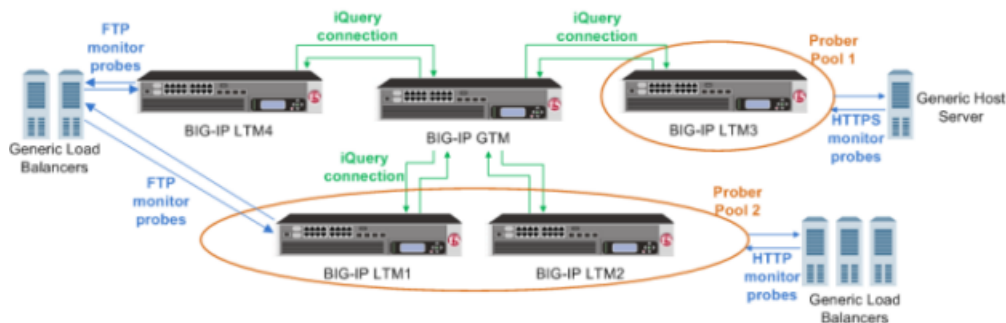 iQuery
connection
iQuery
connection
FTP
monitor
probes
Prober
Pool 1
BIG-IP LTM4
BIG-IP GTM
BIG-IP LTM3
Generic Host
Server
HTTPS
monitor
probes
Generic Load
Balancers
iQuery
connection
FTP
monitor
probes
Prober
Pool 2
BIG-IP LTM1
BIG-IP LTM2
HTTP
monitor
probes
Generic Load
Balancers